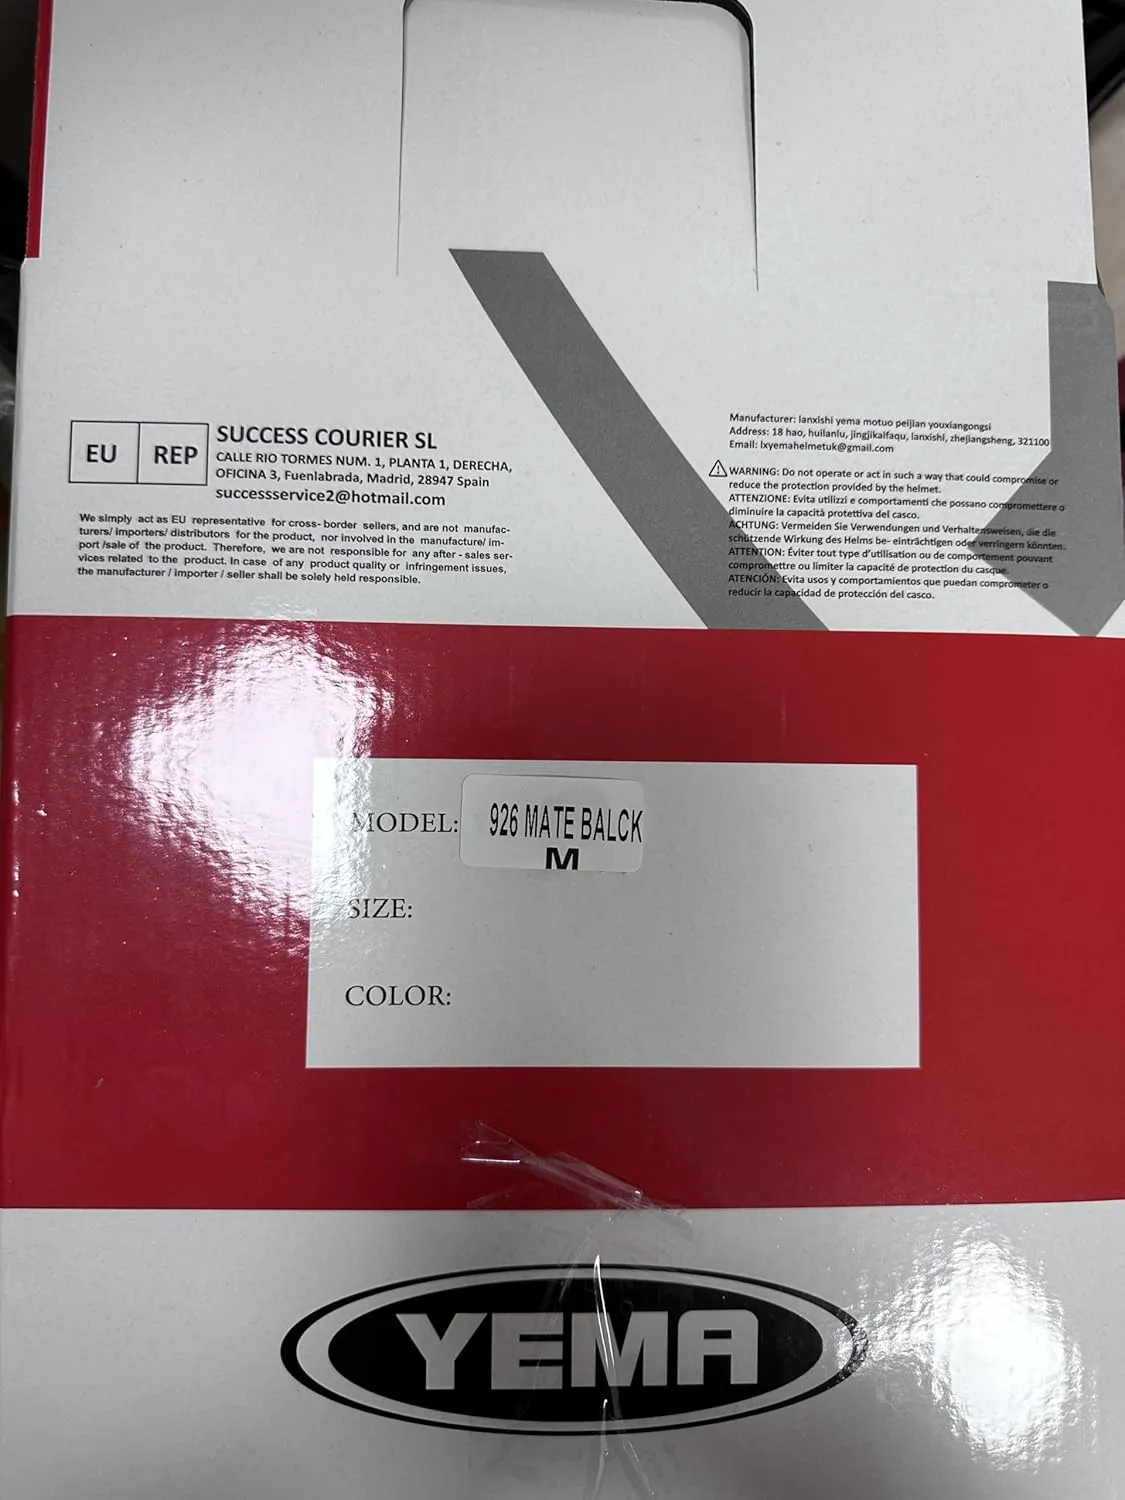 EU REP
SUCCESS COURIER SL
CALLE RIO TORMES NUM. 1, PLANTA 1, DERECHA,
OFICINA 3, Fuenlabrada, Madrid, 28947 Spain
successservice2@hotmail.com
We simply act as EU representative for cross- border sellers, and are not manufac-
turers/ importers/ distributors for the product, nor involved in the manufacture/ im-
port /sale of the product. Therefore, we are not responsible for any after - sales ser-
vices related to the product. In case of any product quality or infringement issues,
the manufacturer / importer / seller shall be solely held responsible.
Manufacturer: lanxishi yema motuo peijian youxiangongsi
Address: 18 hao, huilanlu, jingjikaifaqu, lanxishi, zhejiangsheng, 321100
Email: lxyemahelmetuk@gmail.com
WARNING: Do not operate or act in such a way that could compromise or
reduce the protection provided by the helmet.
ATTENZIONE: Evita utilizzi e comportamenti che possano compromettere o
diminuire la capacità protettiva del casco.
ACHTUNG: Vermeiden Sie Verwendungen und Verhaltensweisen, die die
schützende Wirkung des Helms be- einträchtigen oder verringern könnten.
ATTENTION: Éviter tout type d'utilisation ou de comportement pouvant
compromettre ou limiter la capacité de protection du casque.
ATENCIÓN: Evita usos y comportamientos que puedan comprometer o
reducir la capacidad de protección del casco.
MODEL: 926 MATE BALCK
M
SIZE:
COLOR:
YEMA